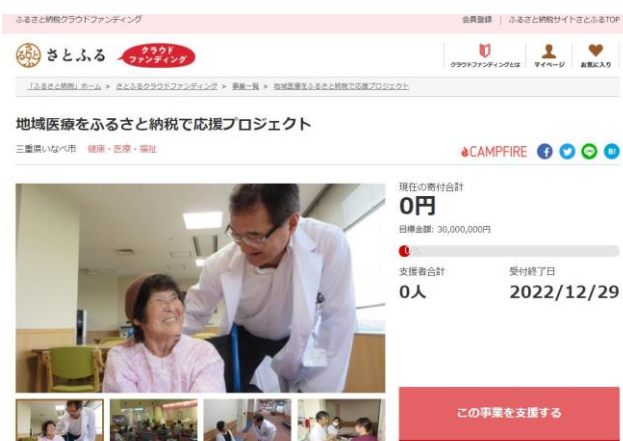 ふるさと納税クラウドファンディング
会員登録 | ふるさと納税サイトさとふるTOP
さとふる クラウドファンディング
クラウドファンディングとは マイページ お気に入り
「ふるさと納税」ホーム > さとふるクラウドファンディング > 事業一覧 > 地域医療をふるさと納税で応援プロジェクト
地域医療をふるさと納税で応援プロジェクト
三重県いなべ市 健康・医療・福祉
CAMPFIRE
LINE
B!
現在の寄付合計
0円
目標金額: 30,000,000円
0%
支援者合計 受付終了日
0人 2022/12/29
この事業を支援する